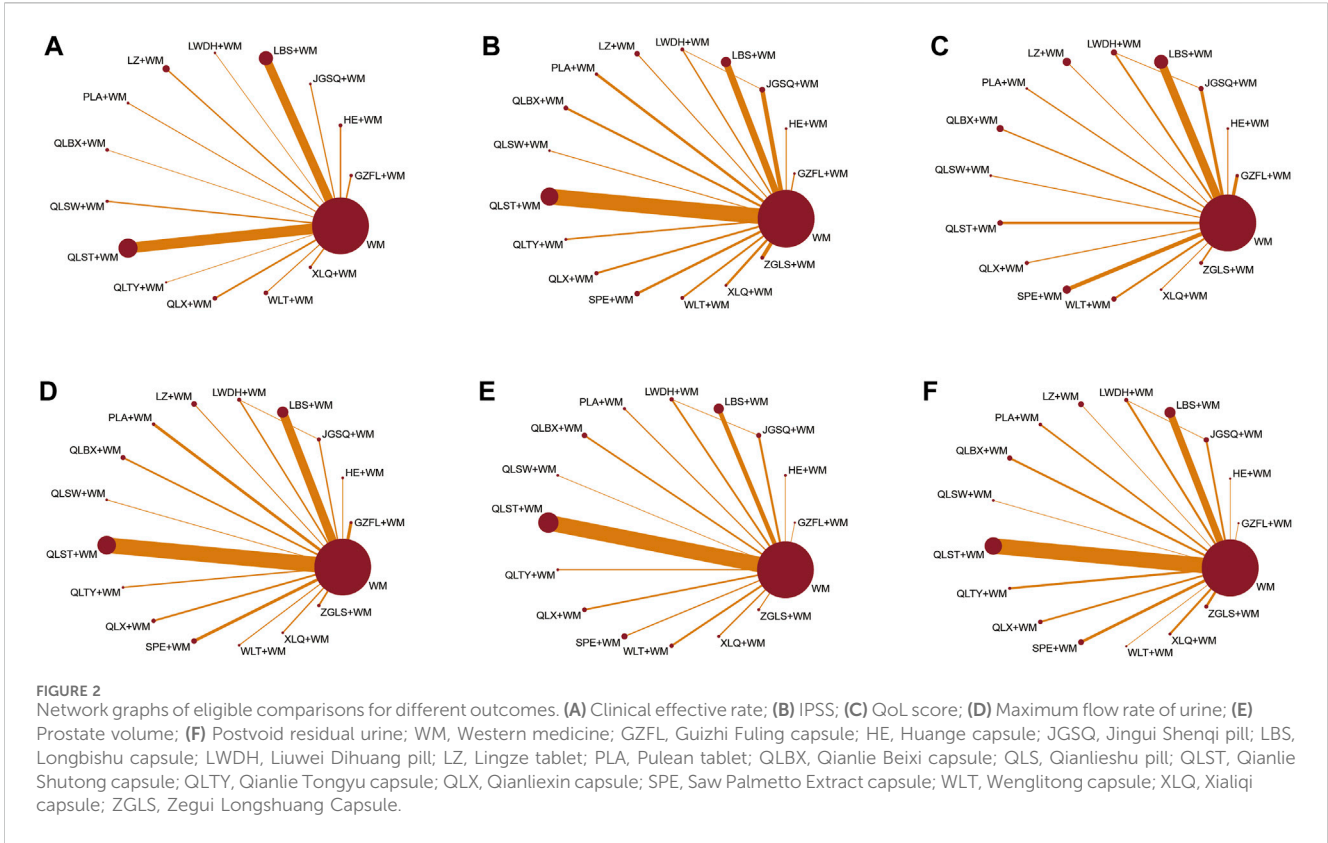 A
LWDH+WM
LBS+WM
LZ+WM
JGSQ+WM
PLA+WM
HE+WM
QLBX+WM
GZFL+WM
QLSW+WM
QLST+WM
WM
QLTY+WM
XLQ+WM
QLX+WM
WLT+WM
B
LWDH+WM
LZ+WM
LBS+WM
PLA+WM
JGSQ+WM
QLBX+WM
HE+WM
QLSW+WM
GZFL+WM
QLST+WM
WM
QLTY+WM
ZGLS+WM
QLX+WM
XLQ+WM
SPE+WM
WLT+WM
C
LWDH+WM
LZ+WM
LBS+WM
PLA+WM
JGSQ+WM
QLBX+WM
HE+WM
QLSW+WM
GZFL+WM
QLST+WM
WM
QLX+WM
ZGLS+WM
SPE+WM
XLQ+WM
WLT+WM
D
LWDH+WM
LZ+WM
LBS+WM
PLA+WM
JGSQ+WM
QLBX+WM
HE+WM
QLSW+WM
GZFL+WM
QLST+WM
WM
QLTY+WM
ZGLS+WM
QLX+WM
XLQ+WM
SPE+WM
WLT+WM
E
LWDH+WM
PLA+WM
LBS+WM
QLBX+WM
JGSQ+WM
QLSW+WM
HE+WM
QLST+WM
GZFL+WM
WM
QLTY+WM
QLX+WM
ZGLS+WM
SPE+WM
XLQ+WM
WLT+WM
F
LWDH+WM
LZ+WM
LBS+WM
PLA+WM
JGSQ+WM
QLBX+WM
HE+WM
QLSW+WM
GZFL+WM
QLST+WM
WM
QLTY+WM
ZGLS+WM
QLX+WM
XLQ+WM
SPE+WM
WLT+WM
FIGURE 2
Network graphs of eligible comparisons for different outcomes. (A) Clinical effective rate; (B) IPSS; (C) QoL score; (D) Maximum flow rate of urine; (E)
Prostate volume; (F) Postvoid residual urine; WM, Western medicine; GZFL, Guizhi Fuling capsule; HE, Huange capsule; JGSQ, Jingui Shenqi pill; LBS,
Longbishu capsule; LWDH, Liuwei Dihuang pill; LZ, Lingze tablet; PLA, Pulean tablet; QLBX, Qianlie Beixi capsule; QLS, Qianlieshu pill; QLST, Qianlie
Shutong capsule; QLTY, Qianlie Tongyu capsule; QLX, Qianliexin capsule; SPE, Saw Palmetto Extract capsule; WLT, Wenglitong capsule; XLQ, Xialiqi
capsule; ZGLS, Zegui Longshuang Capsule.